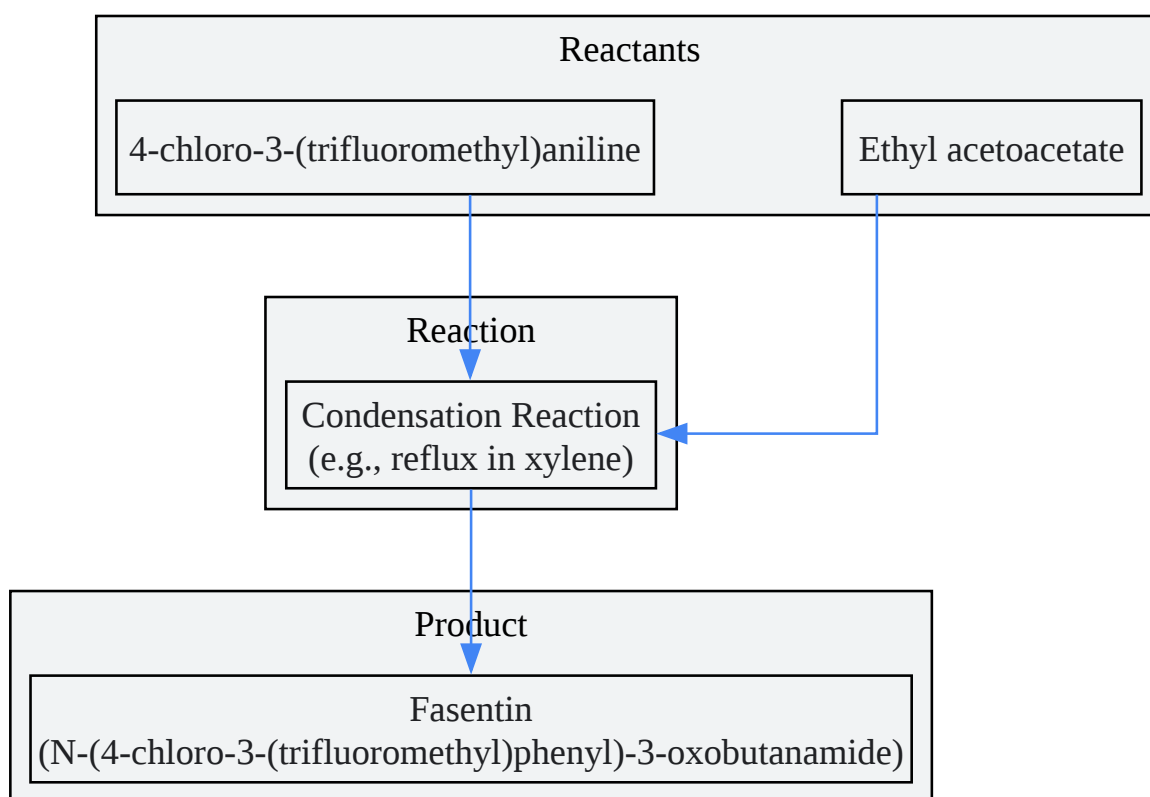 Reactants
4-chloro-3-(trifluoromethyl)aniline
Ethyl acetoacetate
Reaction
Condensation Reaction
(e.g., reflux in xylene)
Product
Fasentin
(N-(4-chloro-3-(trifluoromethyl)phenyl)-3-oxobutanamide)